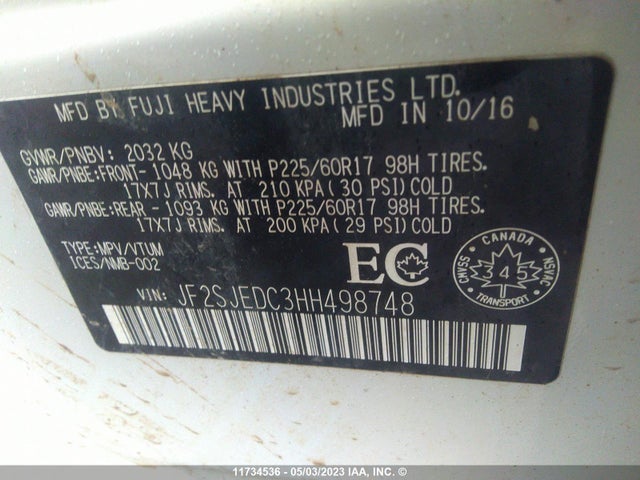 MFD BY FUJI HEAVY INDUSTRIES LTD.
MFD IN 10/16
GVWR/PNBV: 2032 KG
GAWR/PNBE:FRONT- 1048 KG WITH P225/60R17 98H TIRES.
17X7J RIMS. AT 210 KPA(30 PSI)COLD
GAWR/PNBE:REAR - 1093 KG WITH P225/60R17 98H TIRES.
17X7J RIMS. AT 200 KPA(29 PSI)COLD
TYPE:MPV/VTUM
ICES/NMB-002
EC
CANADA
CMVSS
345
NSVAC
TRANSPORT
VIN: JF2SJEDC3HH498748
11734536 - 05/03/2023 IAA, INC. ©